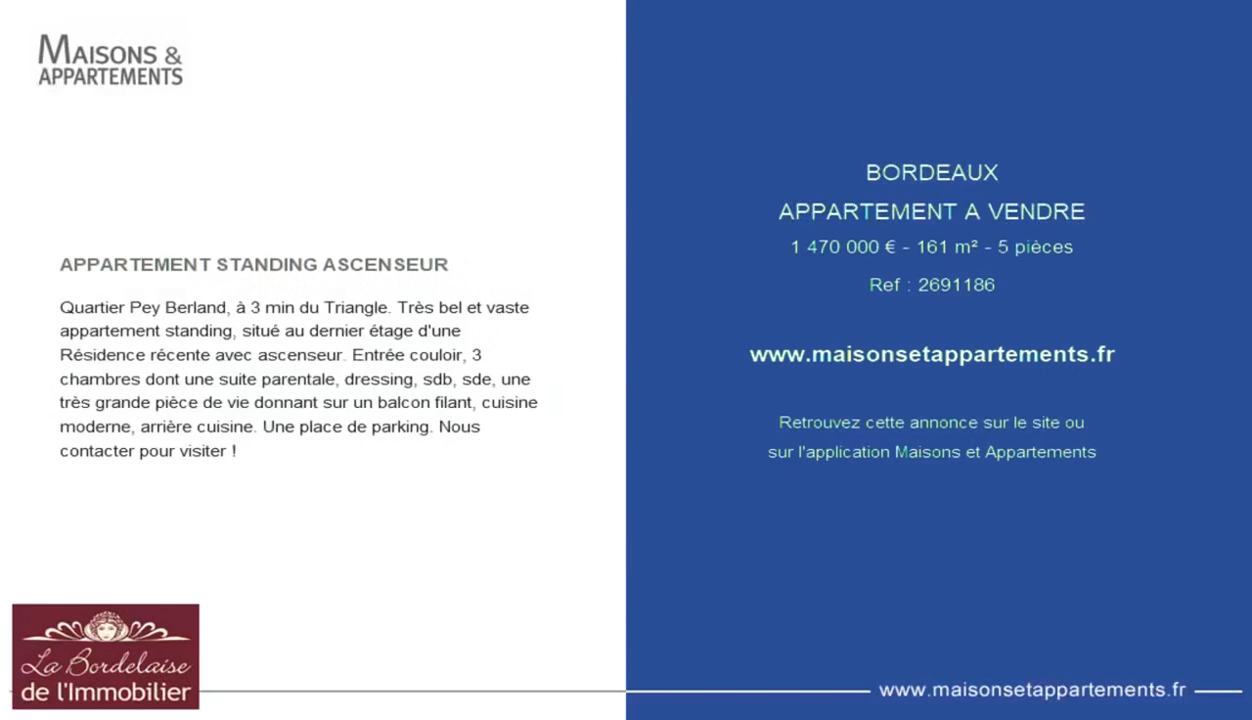 MAISONS &
APPARTEMENTS
APPARTEMENT STANDING ASCENSEUR
Quartier Pey Berland, à 3 min du Triangle. Très bel et vaste
appartement standing, situé au dernier étage d'une
Résidence récente avec ascenseur. Entrée couloir, 3
chambres dont une suite parentale, dressing, sdb, sde, une
très grande pièce de vie donnant sur un balcon filant, cuisine
moderne, arrière cuisine. Une place de parking. Nous
contacter pour visiter !
La Bordelaise
de l'Immobilier
BORDEAUX
APPARTEMENT A VENDRE
1 470 000 € - 161 m² - 5 pièces
Ref : 2691186
www.maisonsetappartements.fr
Retrouvez cette annonce sur le site ou
sur l'application Maisons et Appartements
www.maisonsetappartements.fr